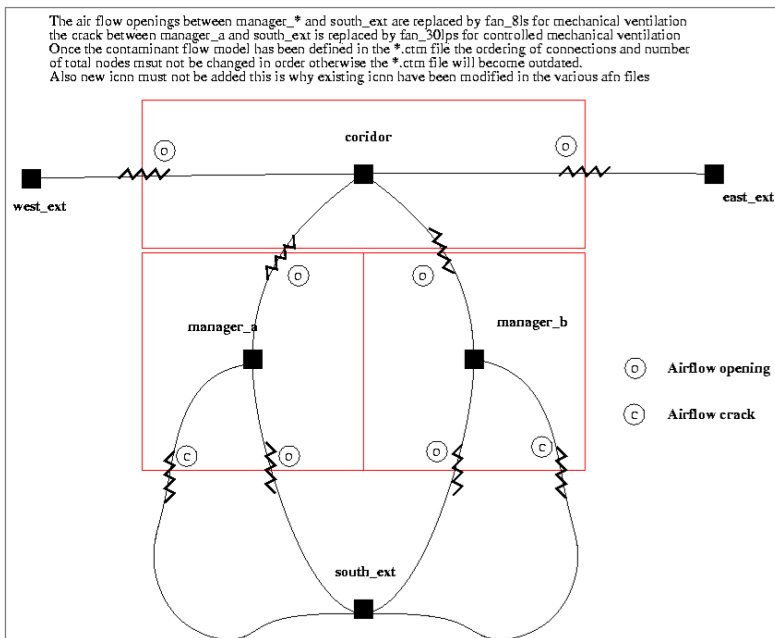 The air flow openings between manager_* and south_ext are replaced by fan_8ls for mechanical ventilation
the crack between manager_a and south_ext is replaced by fan_30lps for controlled mechanical ventilation
Once the contaminant flow model has been defined in the *.ctm file the ordering of connections and number
of total nodes msut not be changed in order otherwise the *.ctm file will become outdated.
Also new icnn must not be added this is why existing icnn have been modified in the various afn files
coridor
o
o
west_ext
east_ext
o
o
manager_a
manager_b
o Airflow opening
c Airflow crack
c
o
o
c
south_ext